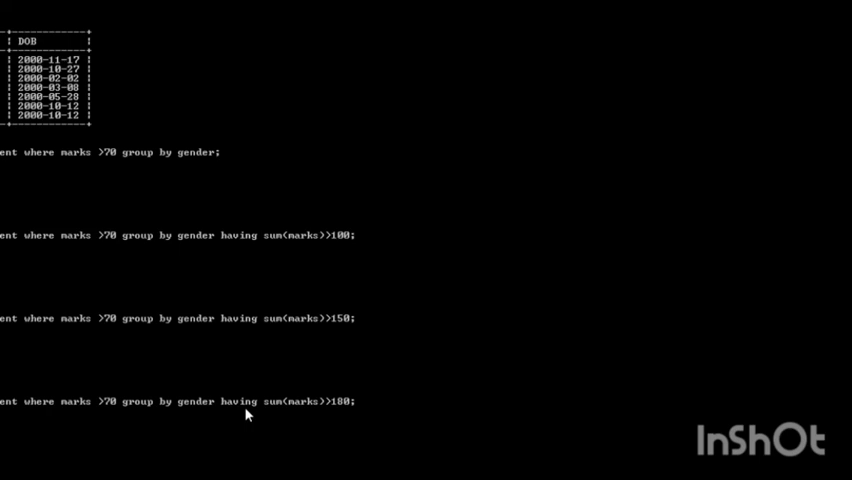 DOB
2000-11-17
2000-10-27
2000-02-02
2000-03-08
2000-05-28
2000-10-12
2000-10-12
ent where marks >70 group by gender;
ent where marks >70 group by gender having sum(marks)>100;
ent where marks >70 group by gender having sum(marks)>150;
ent where marks >70 group by gender having sum(marks)>180;
InShOt